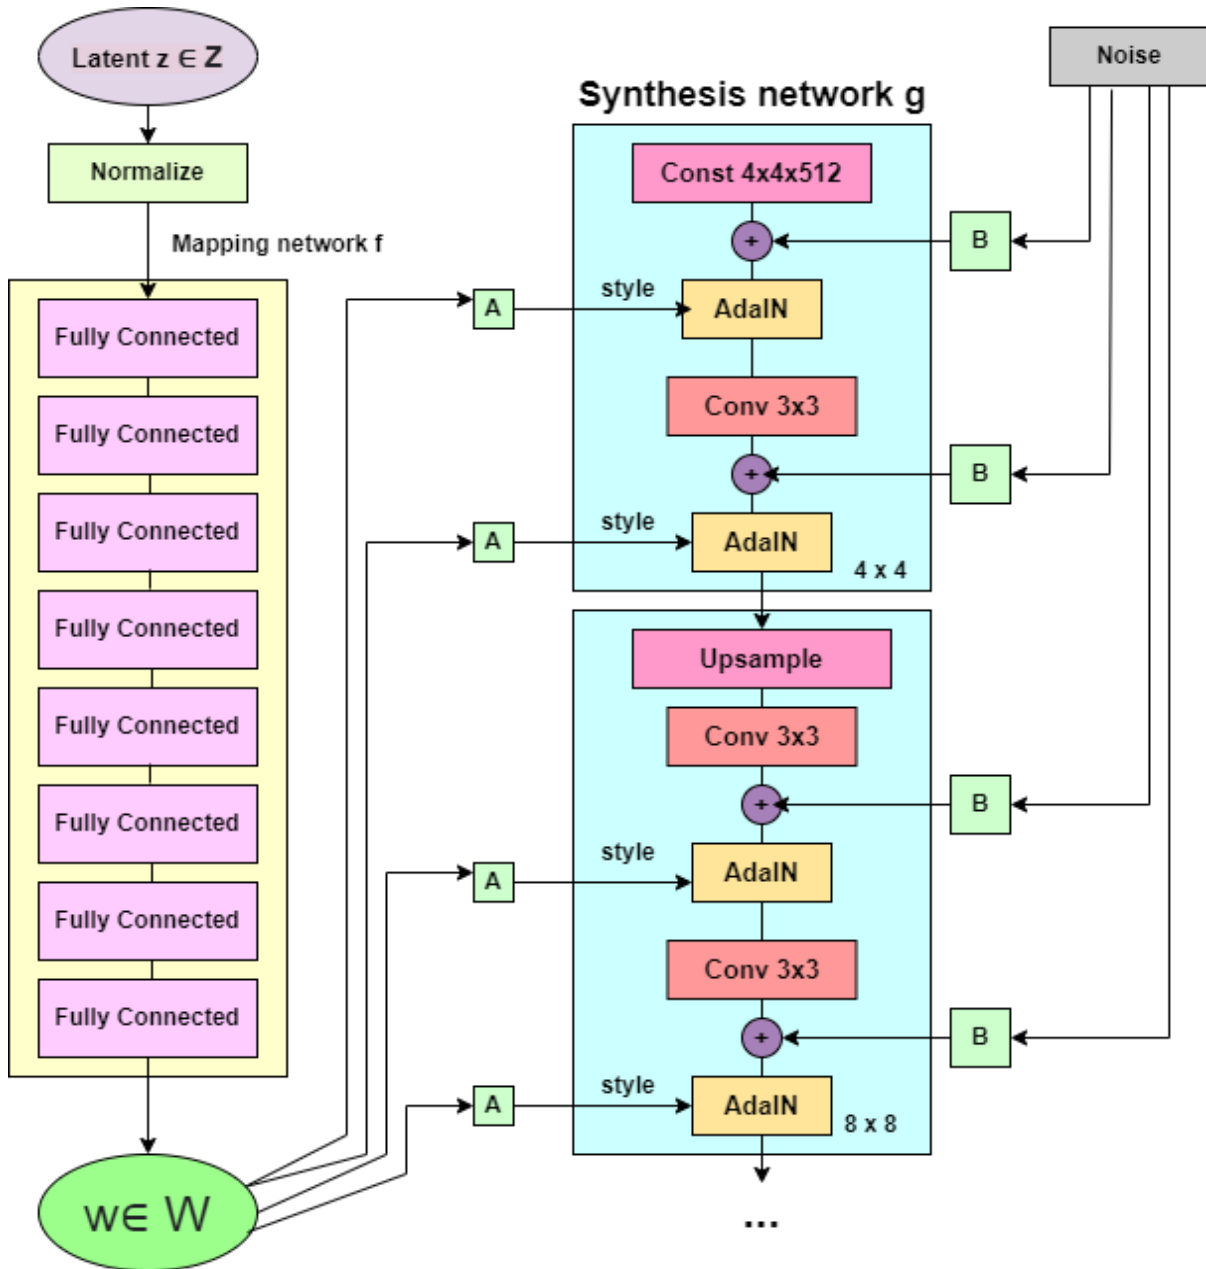 Latent z ∈ Z
Normalize
Mapping network f
Fully Connected
Fully Connected
Fully Connected
Fully Connected
Fully Connected
Fully Connected
Fully Connected
Fully Connected
w∈ W
A
A
A
A
Synthesis network g
Const 4x4x512
+
style
AdaIN
Conv 3x3
+
style
AdaIN
4 x 4
Upsample
Conv 3x3
+
style
AdaIN
Conv 3x3
+
style
AdaIN
8 x 8
...
Noise
B
B
B
B